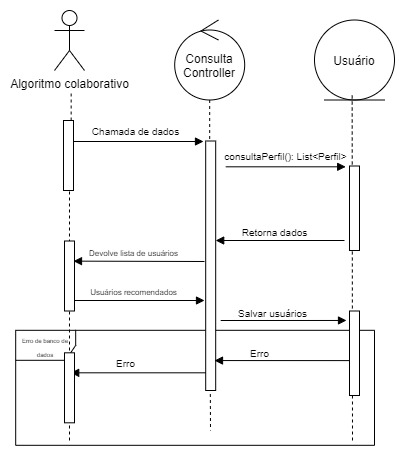 Algoritmo colaborativo
Consulta
Controller
Usuário
Chamada de dados
consultaPerfil(): List<Perfil>
Retorna dados
Devolve lista de usuários
Usuários recomendados
Salvar usuários
Erro de banco de
dados
Erro
Erro